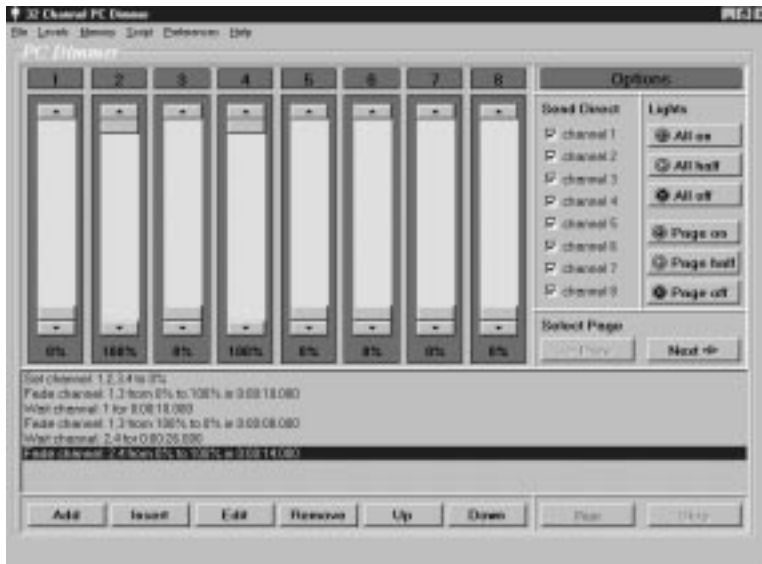 32 Channel PC Dimmer
File Levels Memory Script Preferences Help
PC Dimmer
1 2 3 4 5 6 7 8 Options
Send Direct
channel 1
channel 2
channel 3
channel 4
channel 5
channel 6
channel 7
channel 8
Lights
All on
All half
All off
Page on
Page half
Page off
Select Page
Prev Next
0% 100% 0% 100% 0% 0% 0% 0%
Set channel: 1,2,3,4 to 0%
Fade channel: 1,3 from 0% to 100% in 0:00:10.000
Wait channel: 1 for 0:00:10.000
Fade channel: 1,3 from 100% to 0% in 0:00:08.000
Wait channel: 2,4 for 0:00:26.000
Fade channel: 2,4 from 0% to 100% in 0:00:14.000
Add Insert Edit Remove Up Down